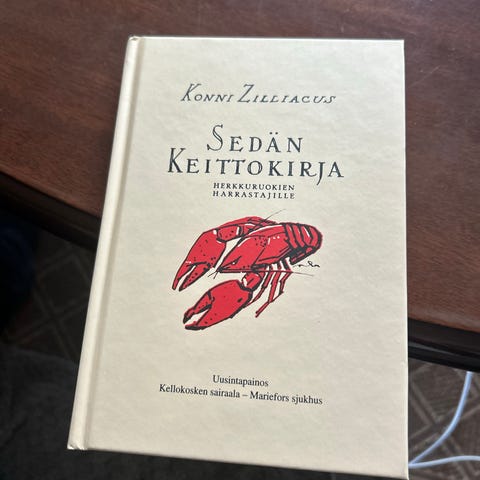 KONNI ZILLIACUS
SEDÄN
KEITTOKIRJA
HERKKURUOKIEN
HARRASTAJILLE
Uusintapainos
Kellokosken sairaala – Mariefors sjukhus